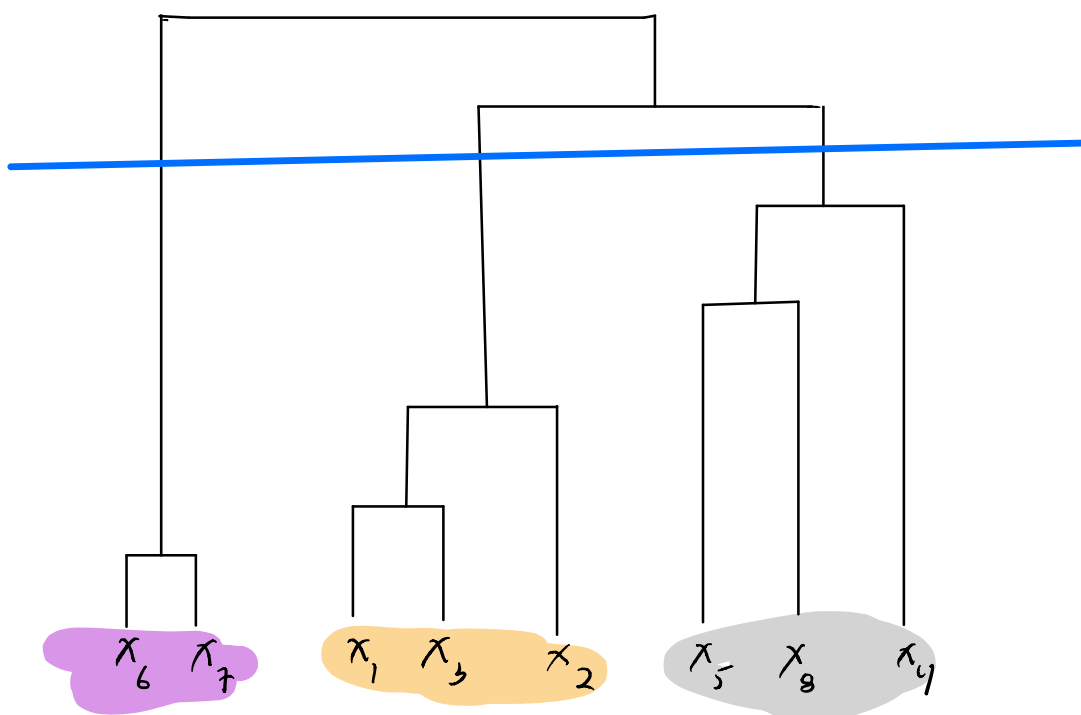 x₆ x₇ x₁ x₃ x₂ x₅ x₈ x₄